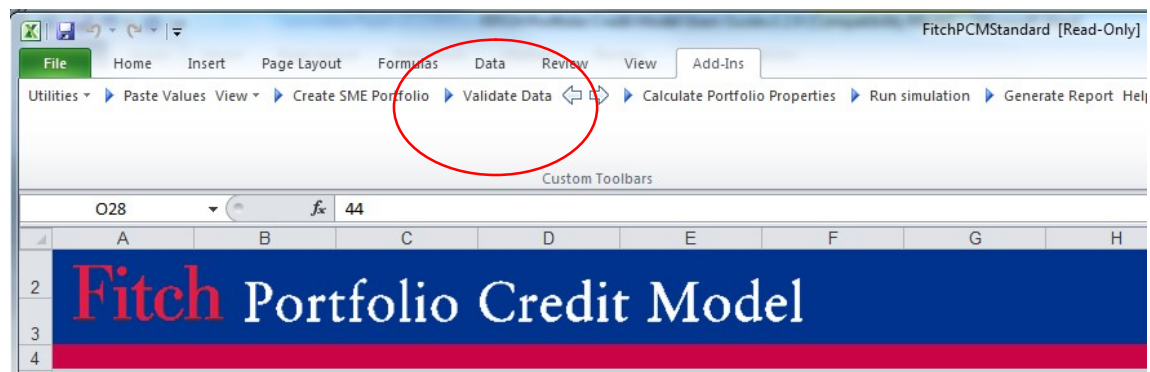 FitchPCMStandard [Read-Only]
File Home Insert Page Layout Formulas Data Review View Add-Ins
Utilities Paste Values View Create SME Portfolio Validate Data Calculate Portfolio Properties Run simulation Generate Report
Custom Toolbars
O28 fx 44
A B C D E F G H
2
Fitch Portfolio Credit Model
3
4